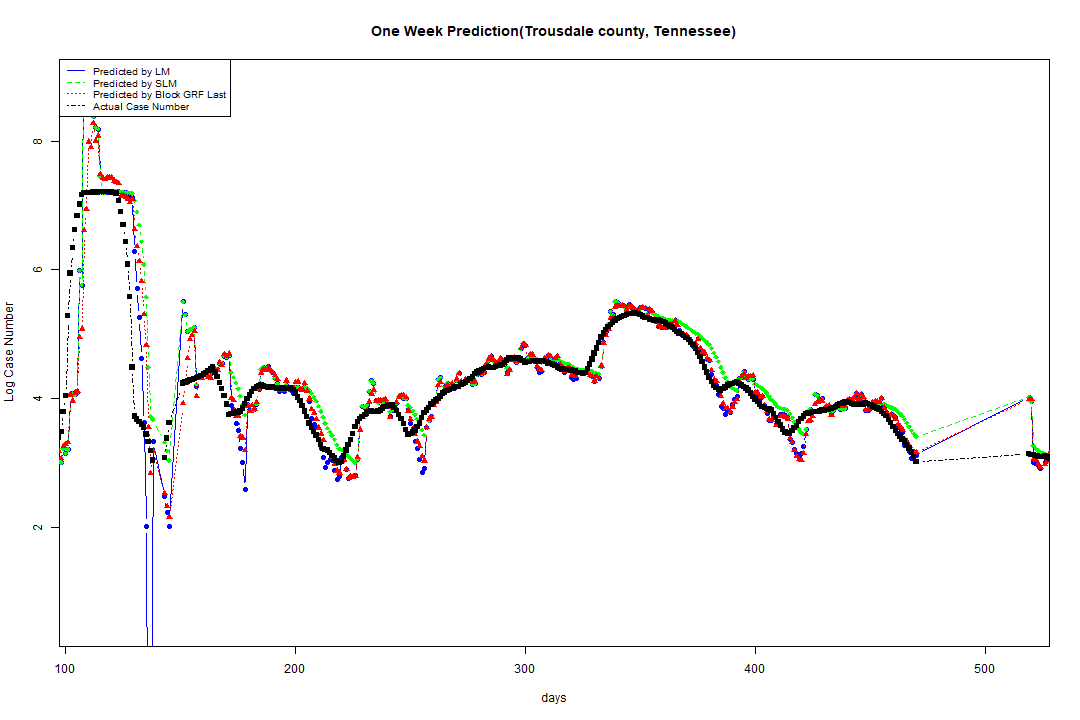 One Week Prediction(Trousdale county, Tennessee)
Predicted by LM
Predicted by SLM
Predicted by Block GRF Last
Actual Case Number
8
6
4
2
Log Case Number
100 200 300 400 500
days